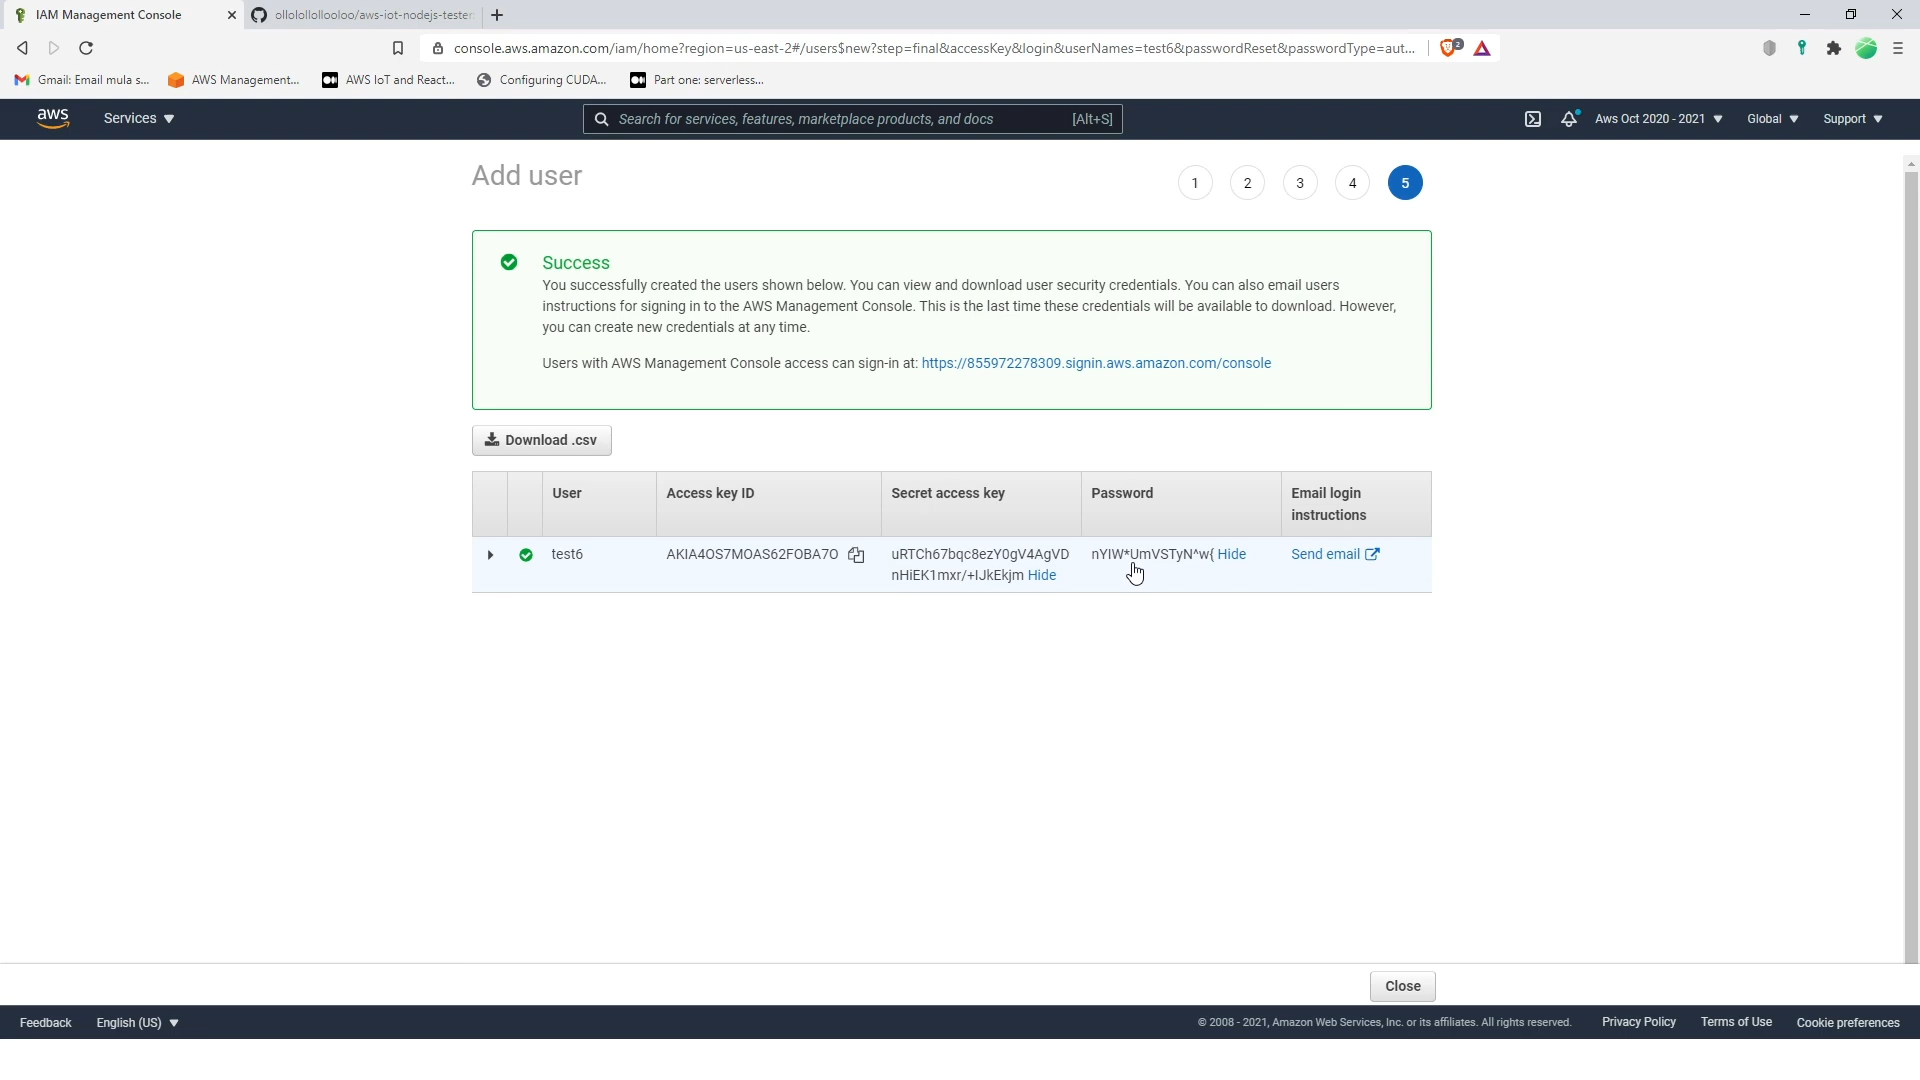 IAM Management Console
ollolollollooloo/aws-iot-nodejs-tester
console.aws.amazon.com/iam/home?region=us-east-2#/users$new?step=final&accessKey&login&userNames=test6&passwordReset&passwordType=aut...
2
Gmail: Email mula s...
AWS Management...
AWS IoT and React...
Configuring CUDA...
Part one: serverless...
aws
Services
Search for services, features, marketplace products, and docs
[Alt+S]
Aws Oct 2020 - 2021
Global
Support
Add user
1
2
3
4
5
Success
You successfully created the users shown below. You can view and download user security credentials. You can also email users
instructions for signing in to the AWS Management Console. This is the last time these credentials will be available to download. However,
you can create new credentials at any time.
Users with AWS Management Console access can sign-in at: https://855972278309.signin.aws.amazon.com/console
Download .csv
User
Access key ID
Secret access key
Password
Email login
instructions
test6
AKIA4OS7MOAS62FOBA7O
uRTCh67bqc8ezY0gV4AgVD
nHiEK1mxr/+IJkEkjm Hide
nYIW*UmVSTyN^w{ Hide
Send email
Close
Feedback
English (US)
© 2008 - 2021, Amazon Web Services, Inc. or its affiliates. All rights reserved.
Privacy Policy
Terms of Use
Cookie preferences